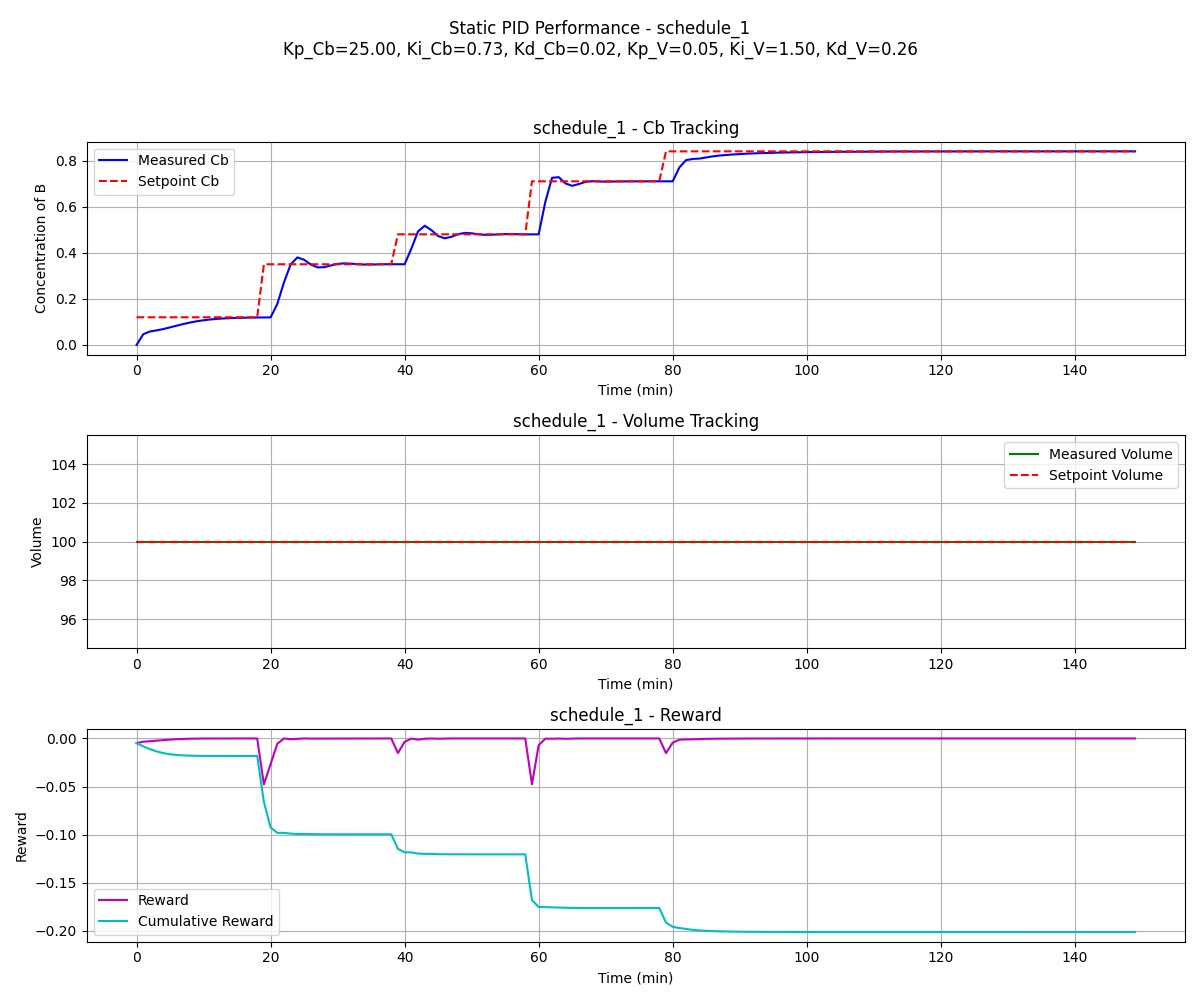 Static PID Performance - schedule_1
Kp_Cb=25.00, Ki_Cb=0.73, Kd_Cb=0.02, Kp_V=0.05, Ki_V=1.50, Kd_V=0.26
schedule_1 - Cb Tracking
Concentration of B
0.8
0.6
0.4
0.2
0.0
Measured Cb
Setpoint Cb
0 20 40 60 80 100 120 140
Time (min)
schedule_1 - Volume Tracking
Volume
104
102
100
98
96
Measured Volume
Setpoint Volume
0 20 40 60 80 100 120 140
Time (min)
schedule_1 - Reward
Reward
0.00
−0.05
−0.10
−0.15
−0.20
Reward
Cumulative Reward
0 20 40 60 80 100 120 140
Time (min)